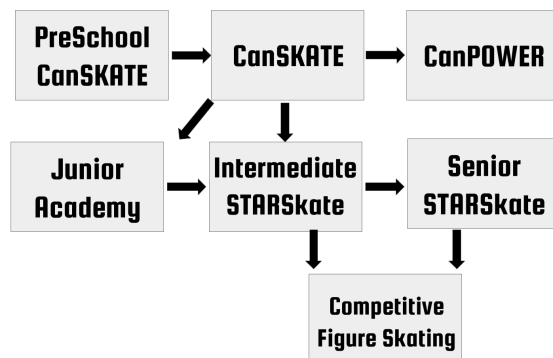 PreSchool
CanSKATE
CanSKATE
CanPOWER
Junior
Academy
Intermediate
STARSkate
Senior
STARSkate
Competitive
Figure Skating